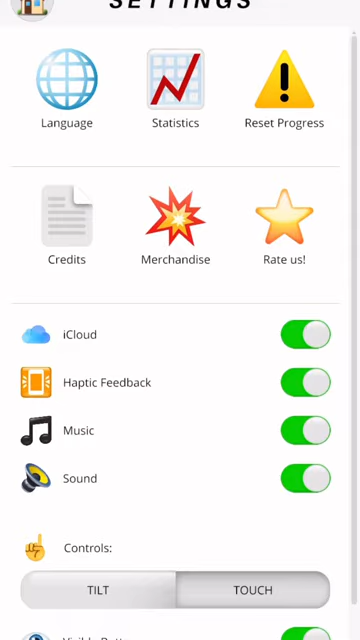 SETTINGS
Language
Statistics
Reset Progress
Credits
Merchandise
Rate us!
iCloud
Haptic Feedback
Music
Sound
Controls:
TILT
TOUCH